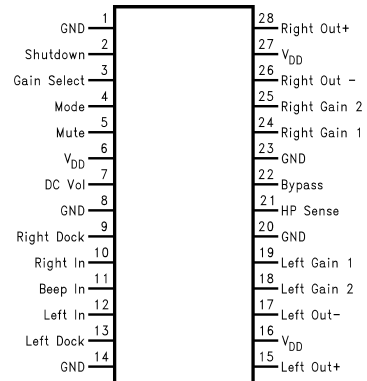 GND 1
Shutdown 2
Gain Select 3
Mode 4
Mute 5
VDD 6
DC Vol 7
GND 8
Right Dock 9
Right In 10
Beep In 11
Left In 12
Left Dock 13
GND 14
28 Right Out+
27 VDD
26 Right Out -
25 Right Gain 2
24 Right Gain 1
23 GND
22 Bypass
21 HP Sense
20 GND
19 Left Gain 1
18 Left Gain 2
17 Left Out-
16 VDD
15 Left Out+